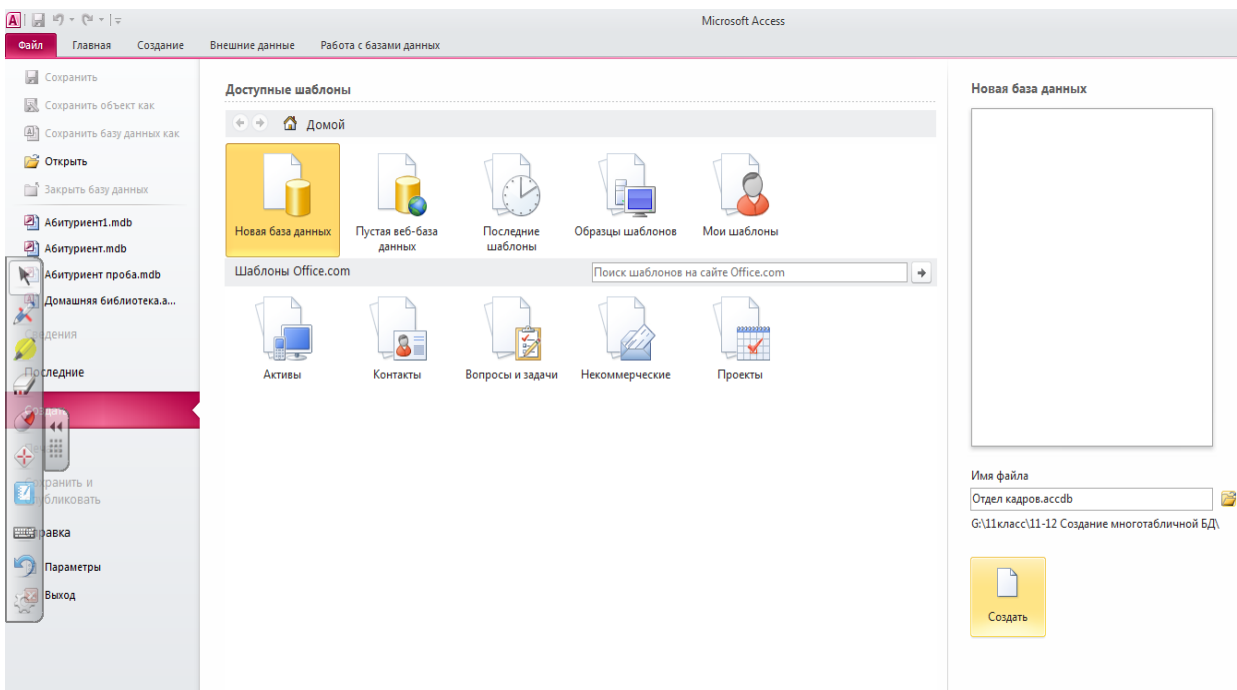 Microsoft Access
Файл Главная Создание Внешние данные Работа с базами данных
Сохранить
Сохранить объект как
Сохранить базу данных как
Открыть
Закрыть базу данных
Абитуриент1.mdb
Абитуриент.mdb
Абитуриент проба.mdb
Домашняя библиотека.a...
Последние
Параметры
Выход
Доступные шаблоны
Домой
Новая база данных
Пустая веб-база
данных
Последние
шаблоны
Образцы шаблонов
Мои шаблоны
Шаблоны Office.com
Поиск шаблонов на сайте Office.com
Активы
Контакты
Вопросы и задачи
Некоммерческие
Проекты
Новая база данных
Имя файла
Отдел кадров.accdb
G:\11класс\11-12 Создание многотабличной БД\
Создать